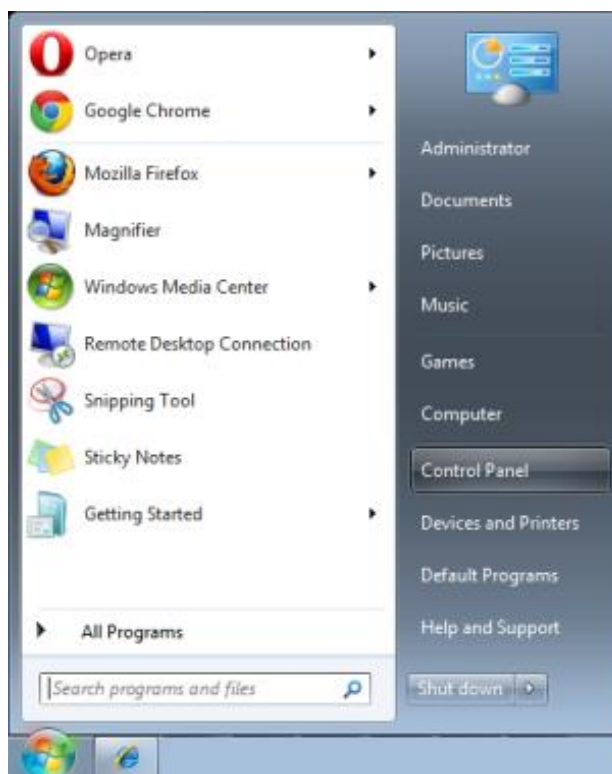 Opera
Google Chrome
Mozilla Firefox
Magnifier
Windows Media Center
Remote Desktop Connection
Snipping Tool
Sticky Notes
Getting Started
All Programs
Search programs and files
Administrator
Documents
Pictures
Music
Games
Computer
Control Panel
Devices and Printers
Default Programs
Help and Support
Shut down